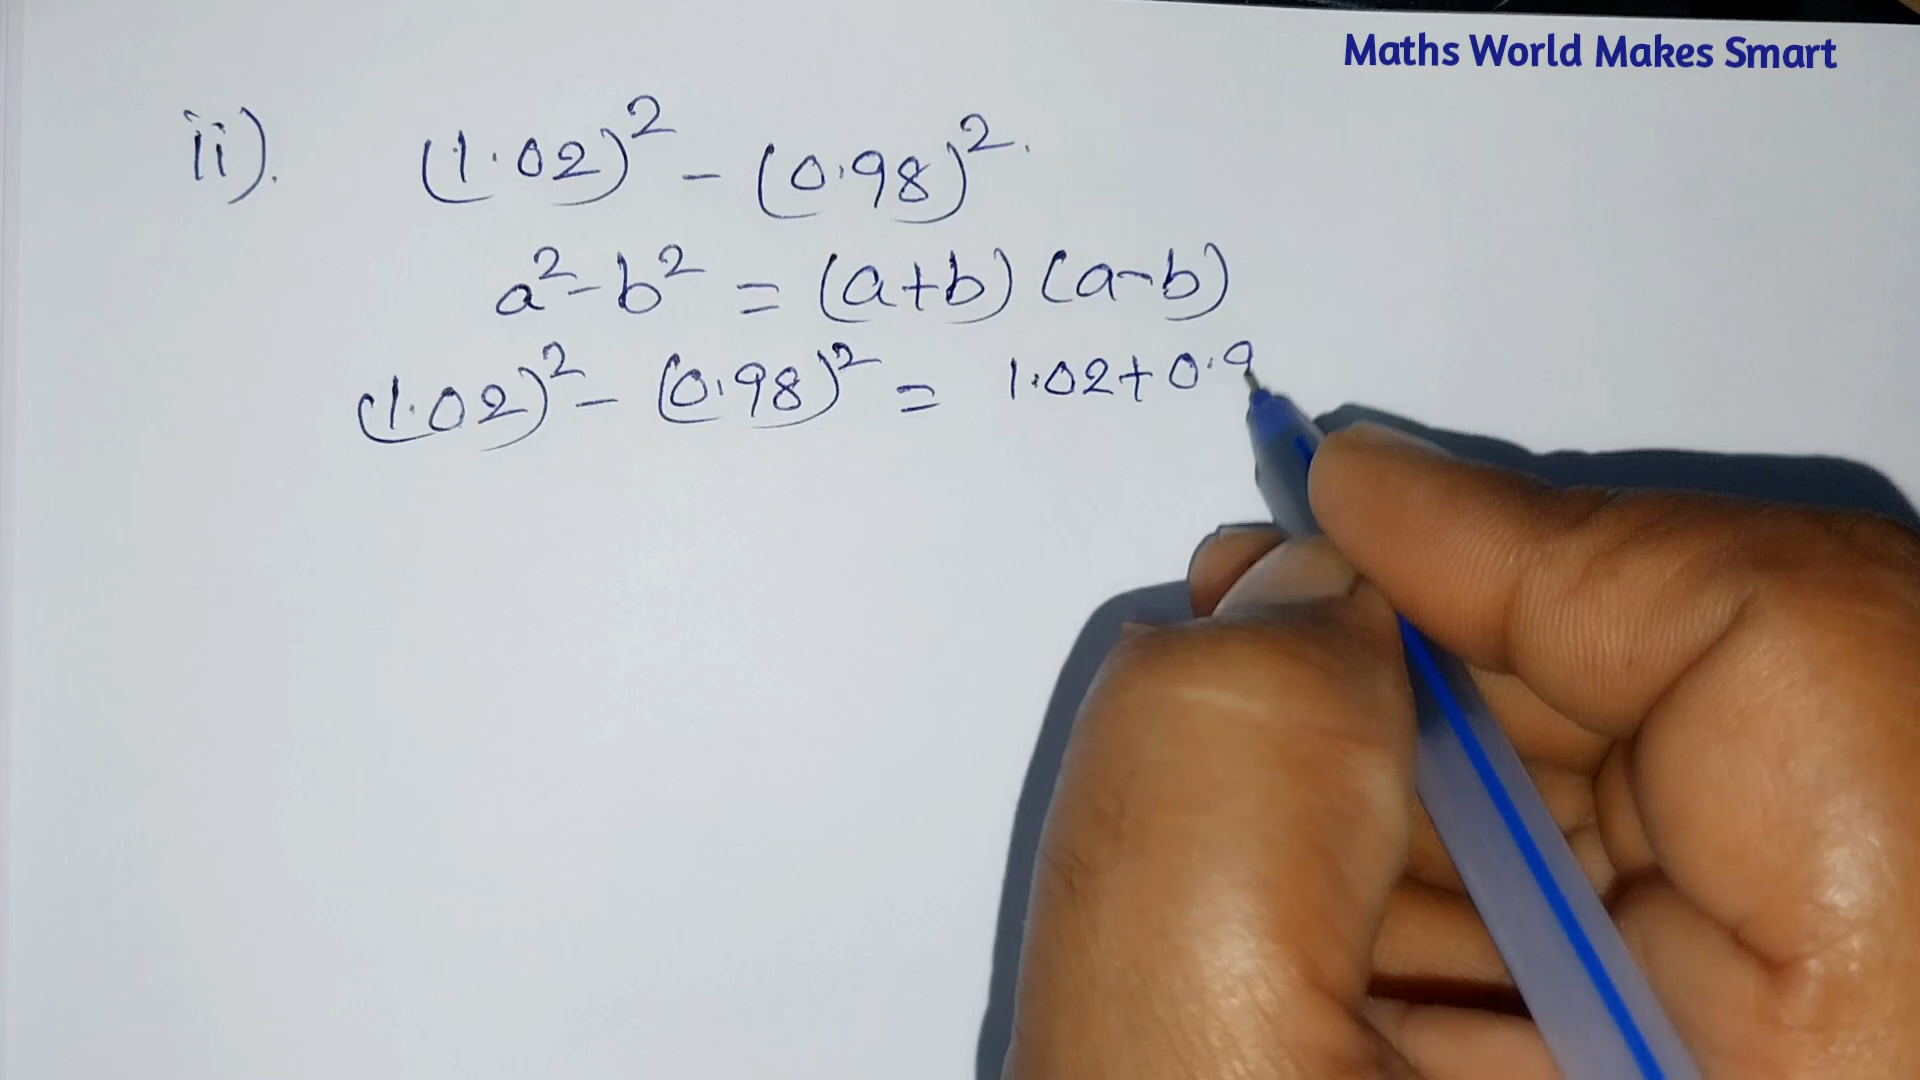 Maths World Makes Smart
ii). (1.02)² - (0.98)².
a² - b² = (a+b) (a-b)
(1.02)² - (0.98)² = 1.02+0.9